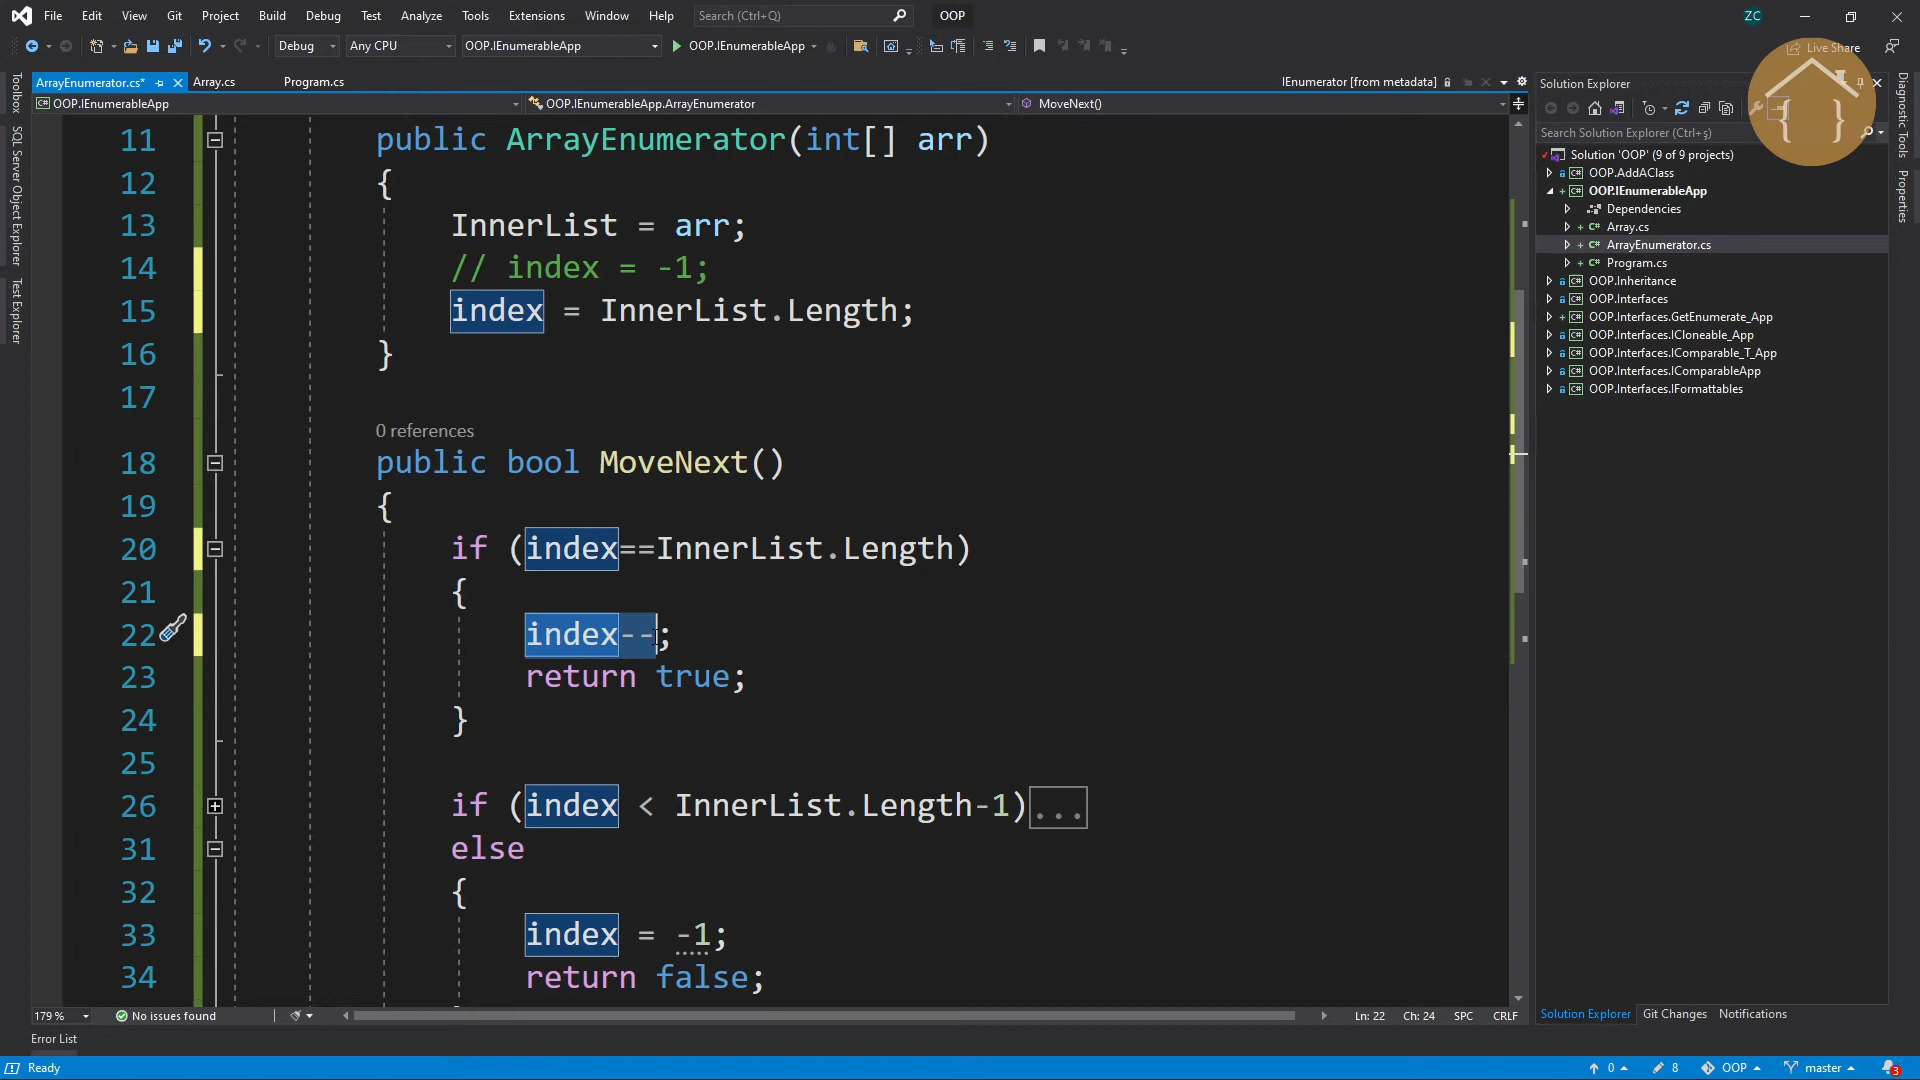 File Edit View Git Project Build Debug Test Analyze Tools Extensions Window Help Search (Ctrl+Q) OOP ZC
Debug Any CPU OOP.IEnumerableApp OOP.IEnumerableApp Live Share
ArrayEnumerator.cs* Array.cs Program.cs IEnumerator [from metadata]
OOP.IEnumerableApp OOP.IEnumerableApp.ArrayEnumerator MoveNext()
Toolbox
SQL Server Object Explorer
Test Explorer
11 public ArrayEnumerator(int[] arr)
12 {
13 InnerList = arr;
14 // index = -1;
15 index = InnerList.Length;
16 }
17
0 references
18 public bool MoveNext()
19 {
20 if (index==InnerList.Length)
21 {
22 index--;
23 return true;
24 }
25
26 if (index < InnerList.Length-1)...
31 else
32 {
33 index = -1;
34 return false;
179 % No issues found Ln: 22 Ch: 24 SPC CRLF
Error List
Ready 0 8 OOP master 3
Solution Explorer
{ }
Search Solution Explorer (Ctrl+ş)
Solution 'OOP' (9 of 9 projects)
OOP.AddAClass
OOP.IEnumerableApp
Dependencies
Array.cs
ArrayEnumerator.cs
Program.cs
OOP.Inheritance
OOP.Interfaces
OOP.Interfaces.GetEnumerate_App
OOP.Interfaces.ICloneable_App
OOP.Interfaces.IComparable_T_App
OOP.Interfaces.IComparableApp
OOP.Interfaces.IFormattables
Solution Explorer Git Changes Notifications
Diagnostic Tools
Properties